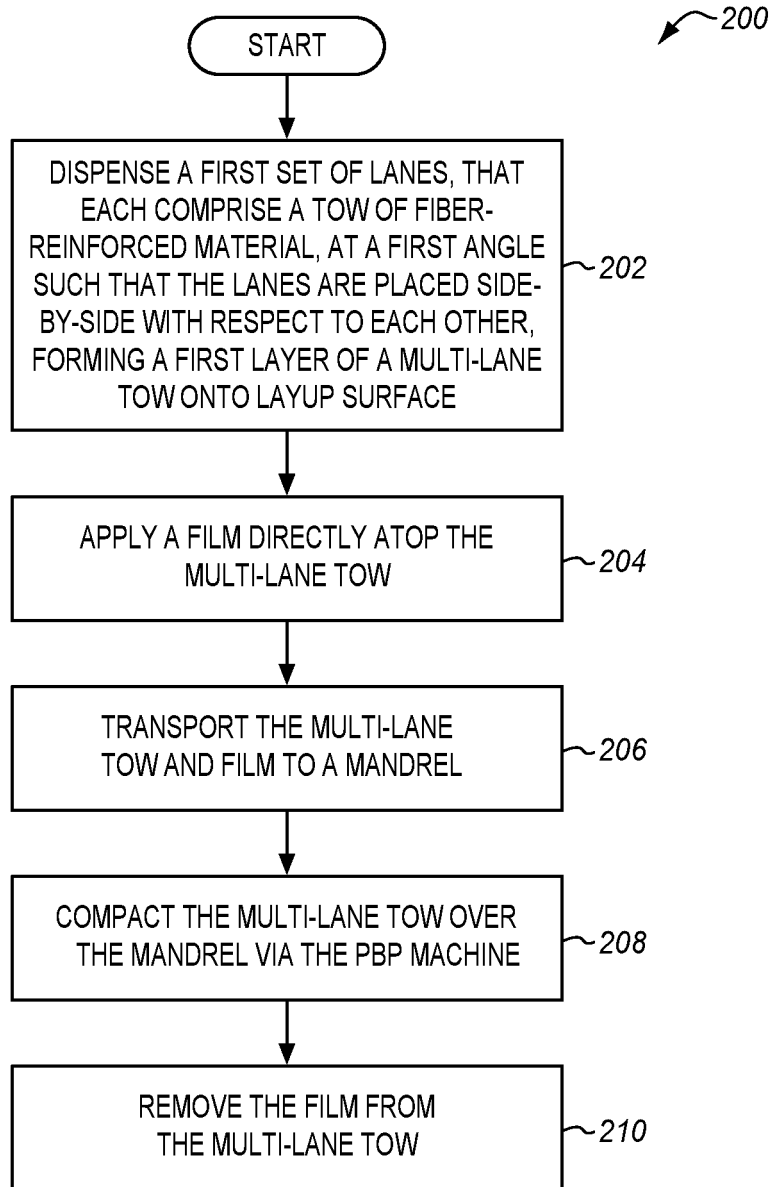 START
200
DISPENSE A FIRST SET OF LANES, THAT
EACH COMPRISE A TOW OF FIBER-
REINFORCED MATERIAL, AT A FIRST ANGLE
SUCH THAT THE LANES ARE PLACED SIDE-
BY-SIDE WITH RESPECT TO EACH OTHER,
FORMING A FIRST LAYER OF A MULTI-LANE
TOW ONTO LAYUP SURFACE
202
APPLY A FILM DIRECTLY ATOP THE
MULTI-LANE TOW
204
TRANSPORT THE MULTI-LANE
TOW AND FILM TO A MANDREL
206
COMPACT THE MULTI-LANE TOW OVER
THE MANDREL VIA THE PBP MACHINE
208
REMOVE THE FILM FROM
THE MULTI-LANE TOW
210